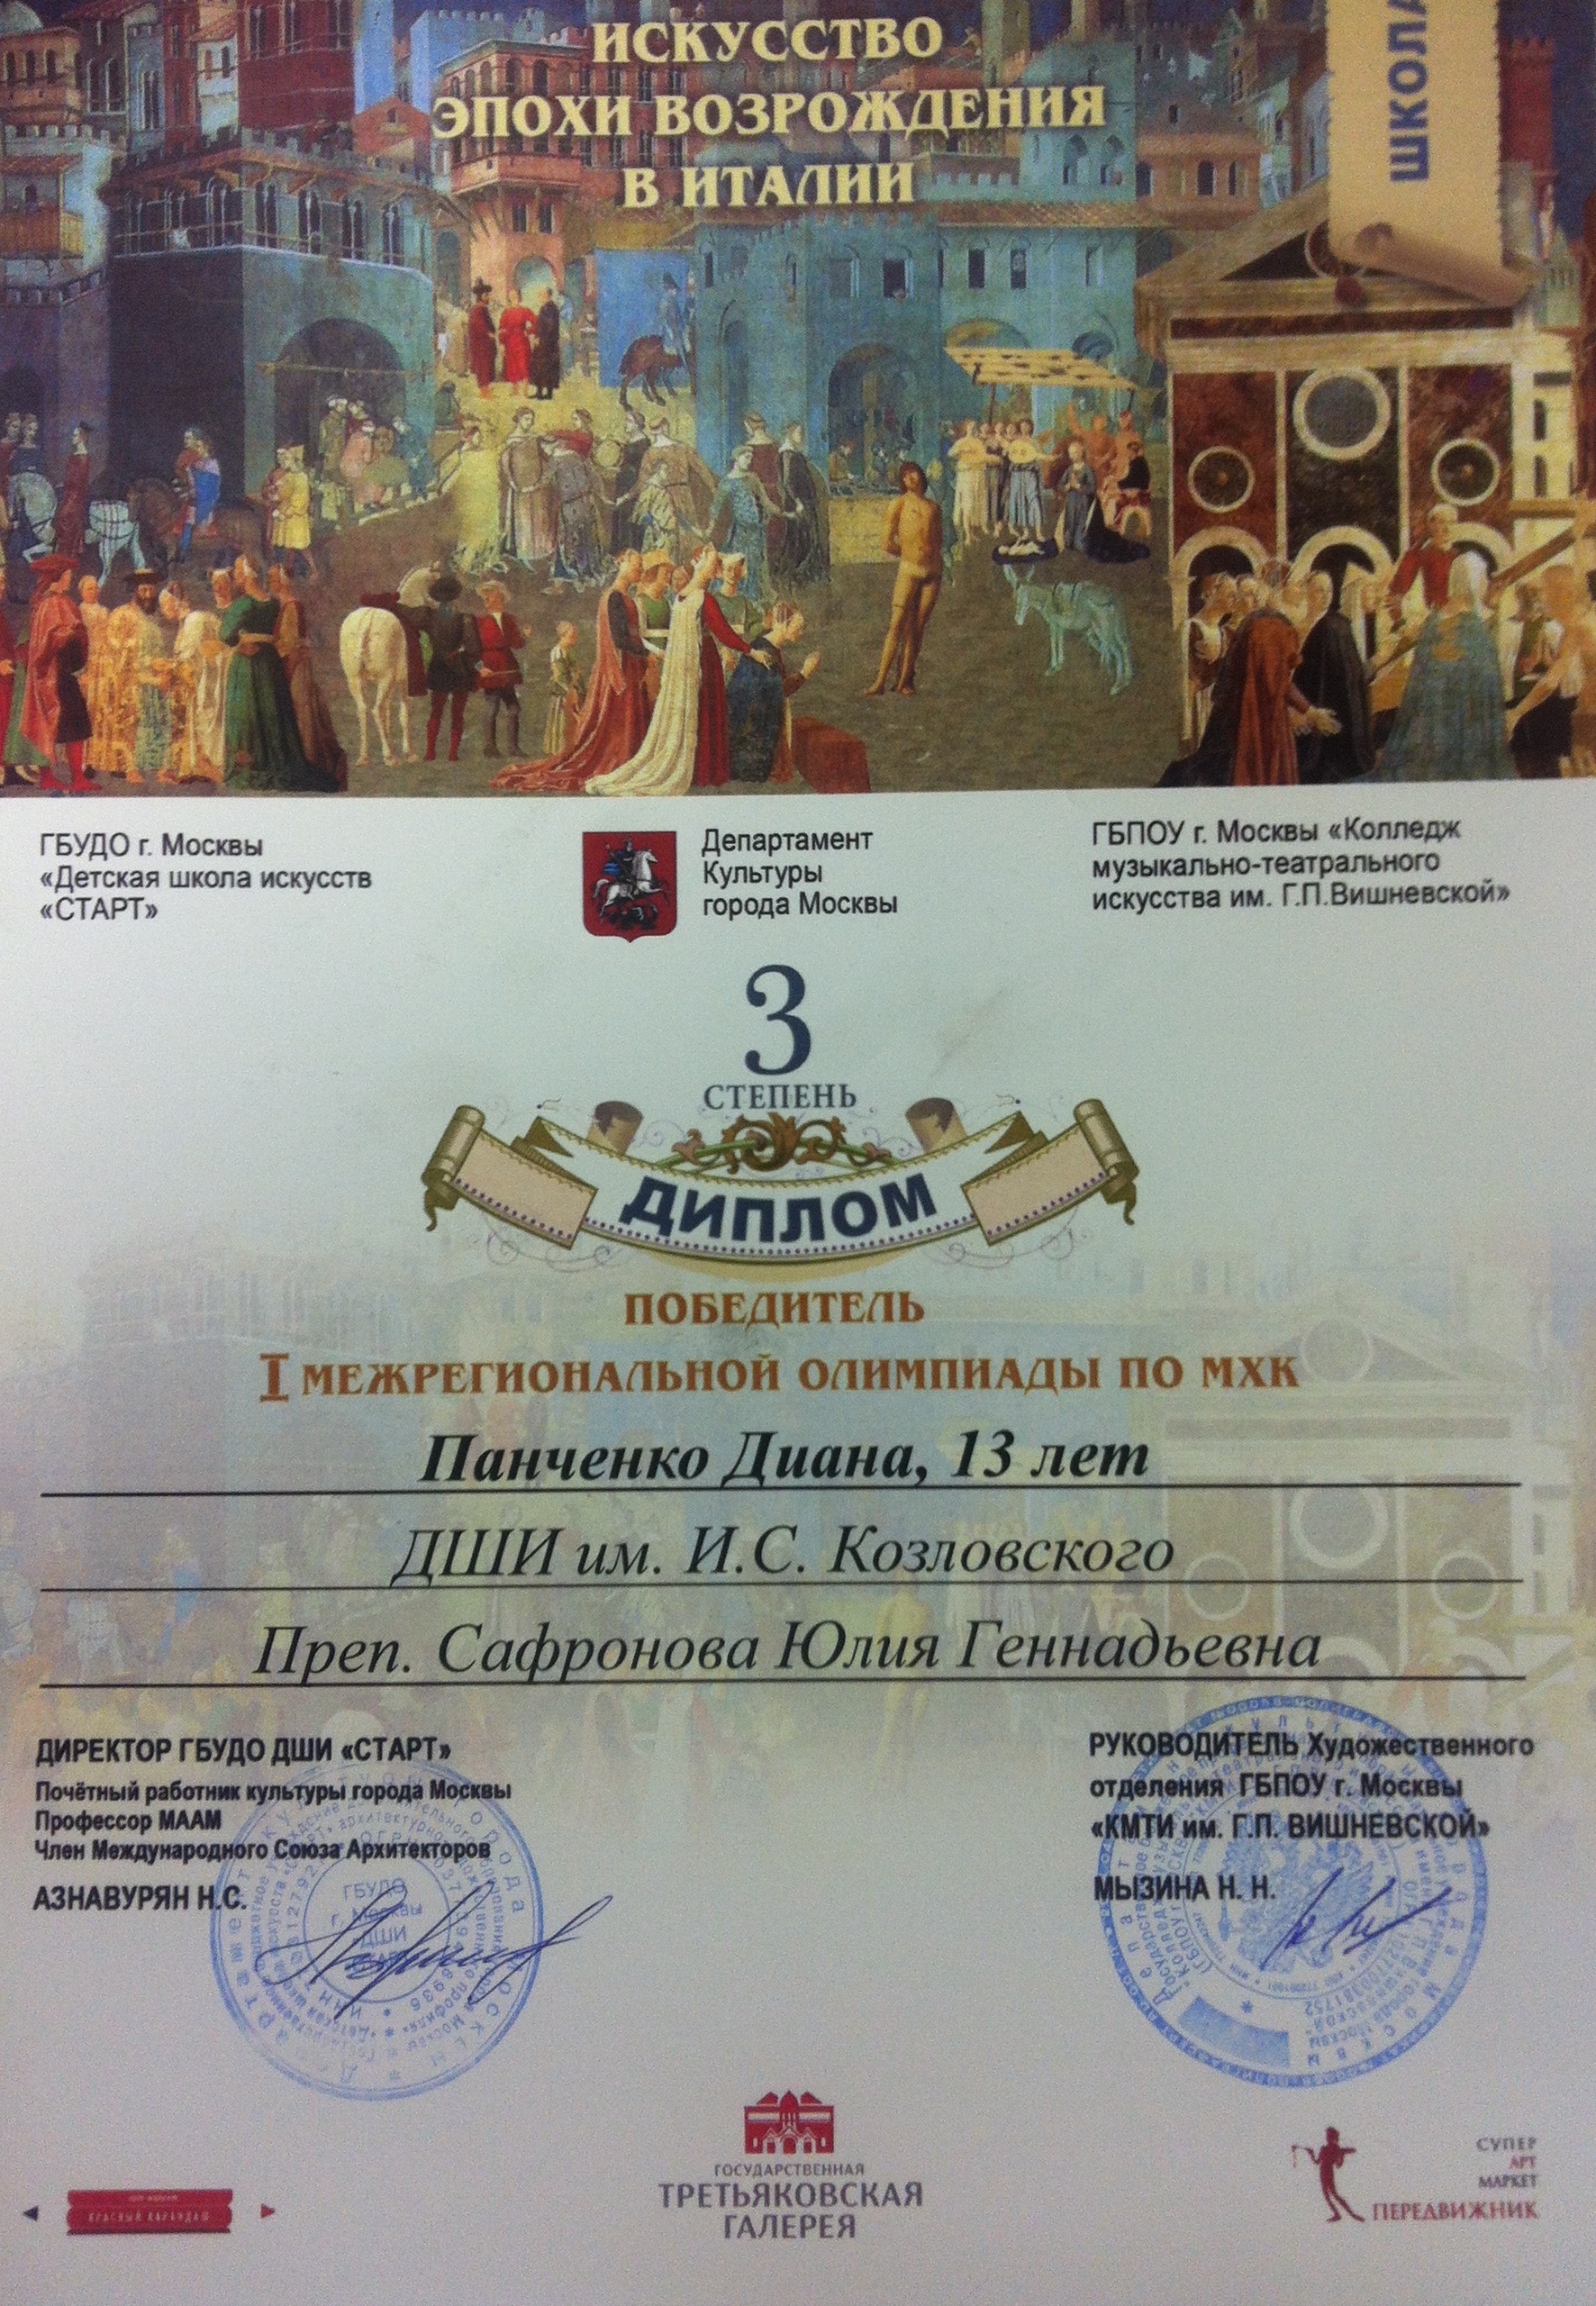 ИСКУССТВО
ЭПОХИ ВОЗРОЖДЕНИЯ
В ИТАЛИИ
ШКОЛА
ГБУДО г. Москвы
«Детская школа искусств
«СТАРТ»
Департамент
Культуры
города Москвы
ГБПОУ г. Москвы «Колледж
музыкально-театрального
искусства им. Г.П.Вишневской»
3
СТЕПЕНЬ
ДИПЛОМ
ПОБЕДИТЕЛЬ
I МЕЖРЕГИОНАЛЬНОЙ ОЛИМПИАДЫ ПО МХК
Панченко Диана, 13 лет
ДШИ им. И.С. Козловского
Преп. Сафронова Юлия Геннадьевна
ДИРЕКТОР ГБУДО ДШИ «СТАРТ»
Почётный работник культуры города Москвы
Профессор МААМ
Член Международного Союза Архитекторов
АЗНАВУРЯН Н.С.
ГБУДО
г. Москвы
ДШИ
РУКОВОДИТЕЛЬ Художественного
отделения ГБПОУ г. Москвы
«КМТИ им. Г.П. ВИШНЕВСКОЙ»
МЫЗИНА Н. Н.
КРАСНЫЙ КАРАНДАШ
ГОСУДАРСТВЕННАЯ
ТРЕТЬЯКОВСКАЯ
ГАЛЕРЕЯ
СУПЕР
АРТ
МАРКЕТ
ПЕРЕДВИЖНИК